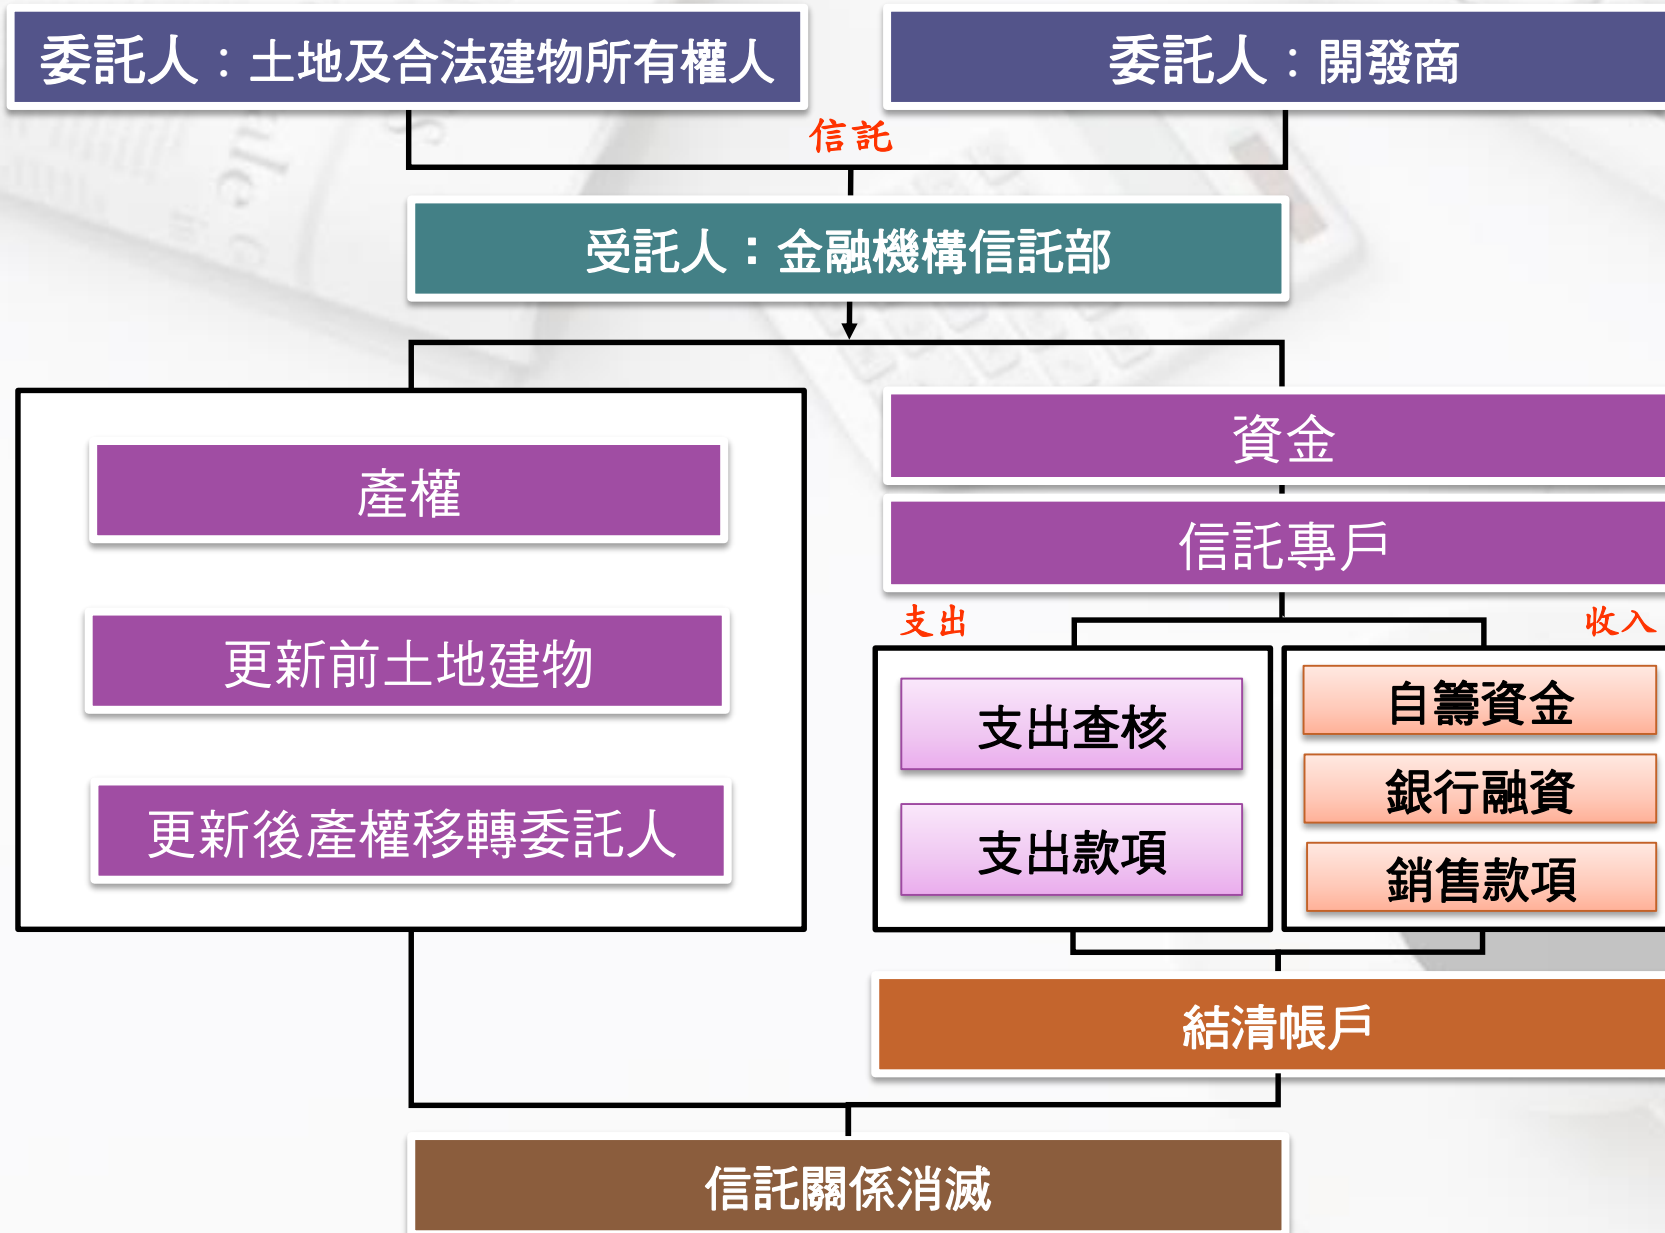 委託人：土地及合法建物所有權人
委託人：開發商
信託
受託人：金融機構信託部
產權
更新前土地建物
更新後產權移轉委託人
資金
信託專戶
支出
收入
支出查核
支出款項
自籌資金
銀行融資
銷售款項
結清帳戶
信託關係消滅